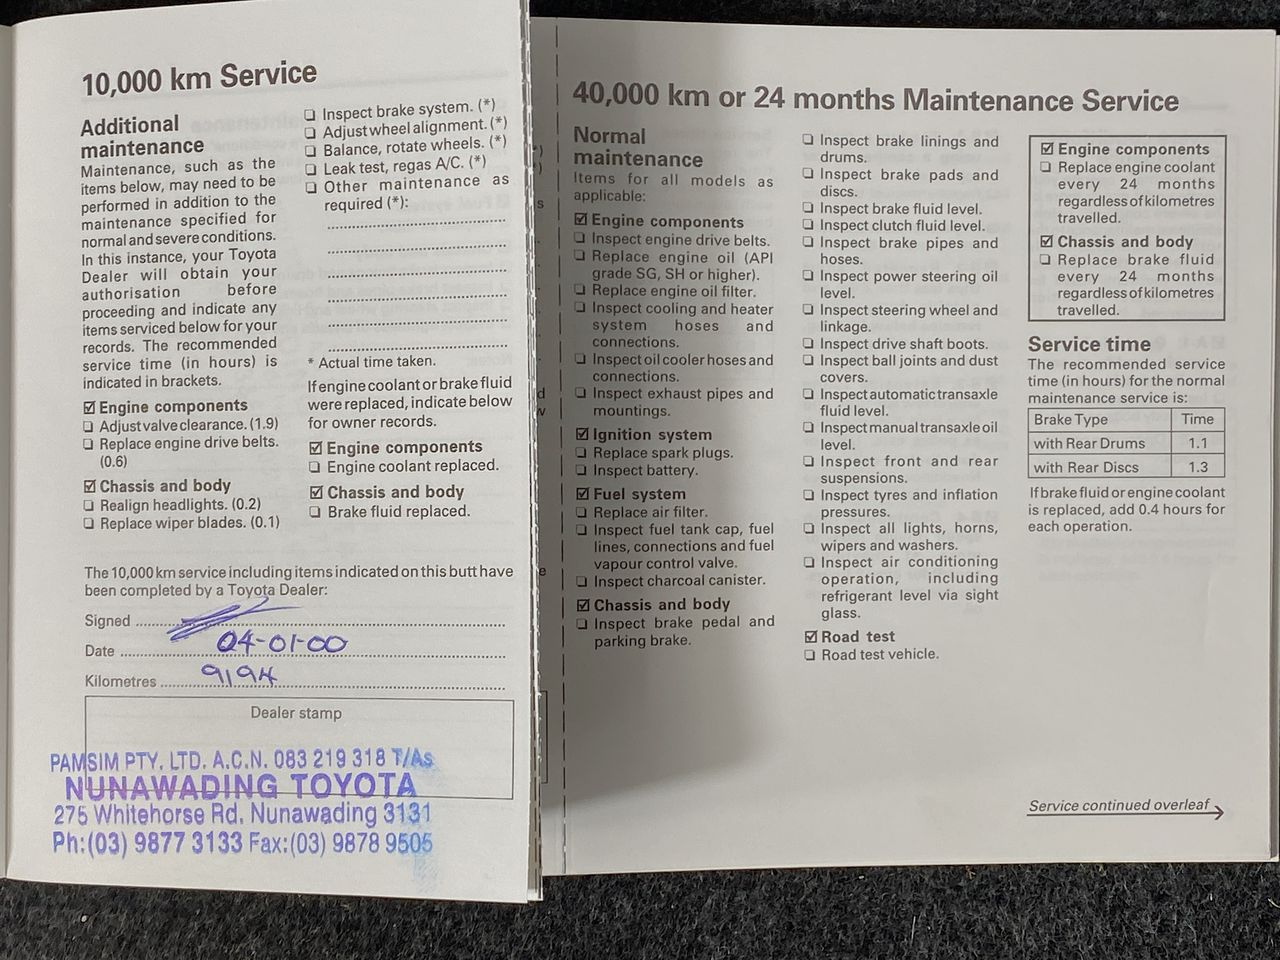 10,000 km Service
Additional
maintenance
Maintenance, such as the
items below, may need to be
performed in addition to the
maintenance specified for
normal and severe conditions.
In this instance, your Toyota
Dealer will obtain your
authorisation before
proceeding and indicate any
items serviced below for your
records. The recommended
service time (in hours) is
indicated in brackets.
☑ Engine components
❏ Adjust valve clearance. (1.9)
❏ Replace engine drive belts.
(0.6)
☑ Chassis and body
❏ Realign headlights. (0.2)
❏ Replace wiper blades. (0.1)
❏ Inspect brake system. (*)
❏ Adjust wheel alignment. (*)
❏ Balance, rotate wheels. (*)
❏ Leak test, regas A/C. (*)
❏ Other maintenance as
required (*):
* Actual time taken.
If engine coolant or brake fluid
were replaced, indicate below
for owner records.
☑ Engine components
❏ Engine coolant replaced.
☑ Chassis and body
❏ Brake fluid replaced.
The 10,000 km service including items indicated on this butt have
been completed by a Toyota Dealer:
Signed
Date 04-01-00
Kilometres 9194
Dealer stamp
PAMSIM PTY. LTD. A.C.N. 083 219 318 T/As
NUNAWADING TOYOTA
275 Whitehorse Rd, Nunawading 3131
Ph:(03) 9877 3133 Fax:(03) 9878 9505
40,000 km or 24 months Maintenance Service
Normal
maintenance
Items for all models as
applicable:
☑ Engine components
❏ Inspect engine drive belts.
❏ Replace engine oil (API
grade SG, SH or higher).
❏ Replace engine oil filter.
❏ Inspect cooling and heater
system hoses and
connections.
❏ Inspect oil cooler hoses and
connections.
❏ Inspect exhaust pipes and
mountings.
☑ Ignition system
❏ Replace spark plugs.
❏ Inspect battery.
☑ Fuel system
❏ Replace air filter.
❏ Inspect fuel tank cap, fuel
lines, connections and fuel
vapour control valve.
❏ Inspect charcoal canister.
☑ Chassis and body
❏ Inspect brake pedal and
parking brake.
❏ Inspect brake linings and
drums.
❏ Inspect brake pads and
discs.
❏ Inspect brake fluid level.
❏ Inspect clutch fluid level.
❏ Inspect brake pipes and
hoses.
❏ Inspect power steering oil
level.
❏ Inspect steering wheel and
linkage.
❏ Inspect drive shaft boots.
❏ Inspect ball joints and dust
covers.
❏ Inspect automatic transaxle
fluid level.
❏ Inspect manual transaxle oil
level.
❏ Inspect front and rear
suspensions.
❏ Inspect tyres and inflation
pressures.
❏ Inspect all lights, horns,
wipers and washers.
❏ Inspect air conditioning
operation, including
refrigerant level via sight
glass.
☑ Road test
❏ Road test vehicle.
☑ Engine components
❏ Replace engine coolant
every 24 months
regardless of kilometres
travelled.
☑ Chassis and body
❏ Replace brake fluid
every 24 months
regardless of kilometres
travelled.
Service time
The recommended service
time (in hours) for the normal
maintenance service is:
Brake Type Time
with Rear Drums 1.1
with Rear Discs 1.3
If brake fluid or engine coolant
is replaced, add 0.4 hours for
each operation.
Service continued overleaf